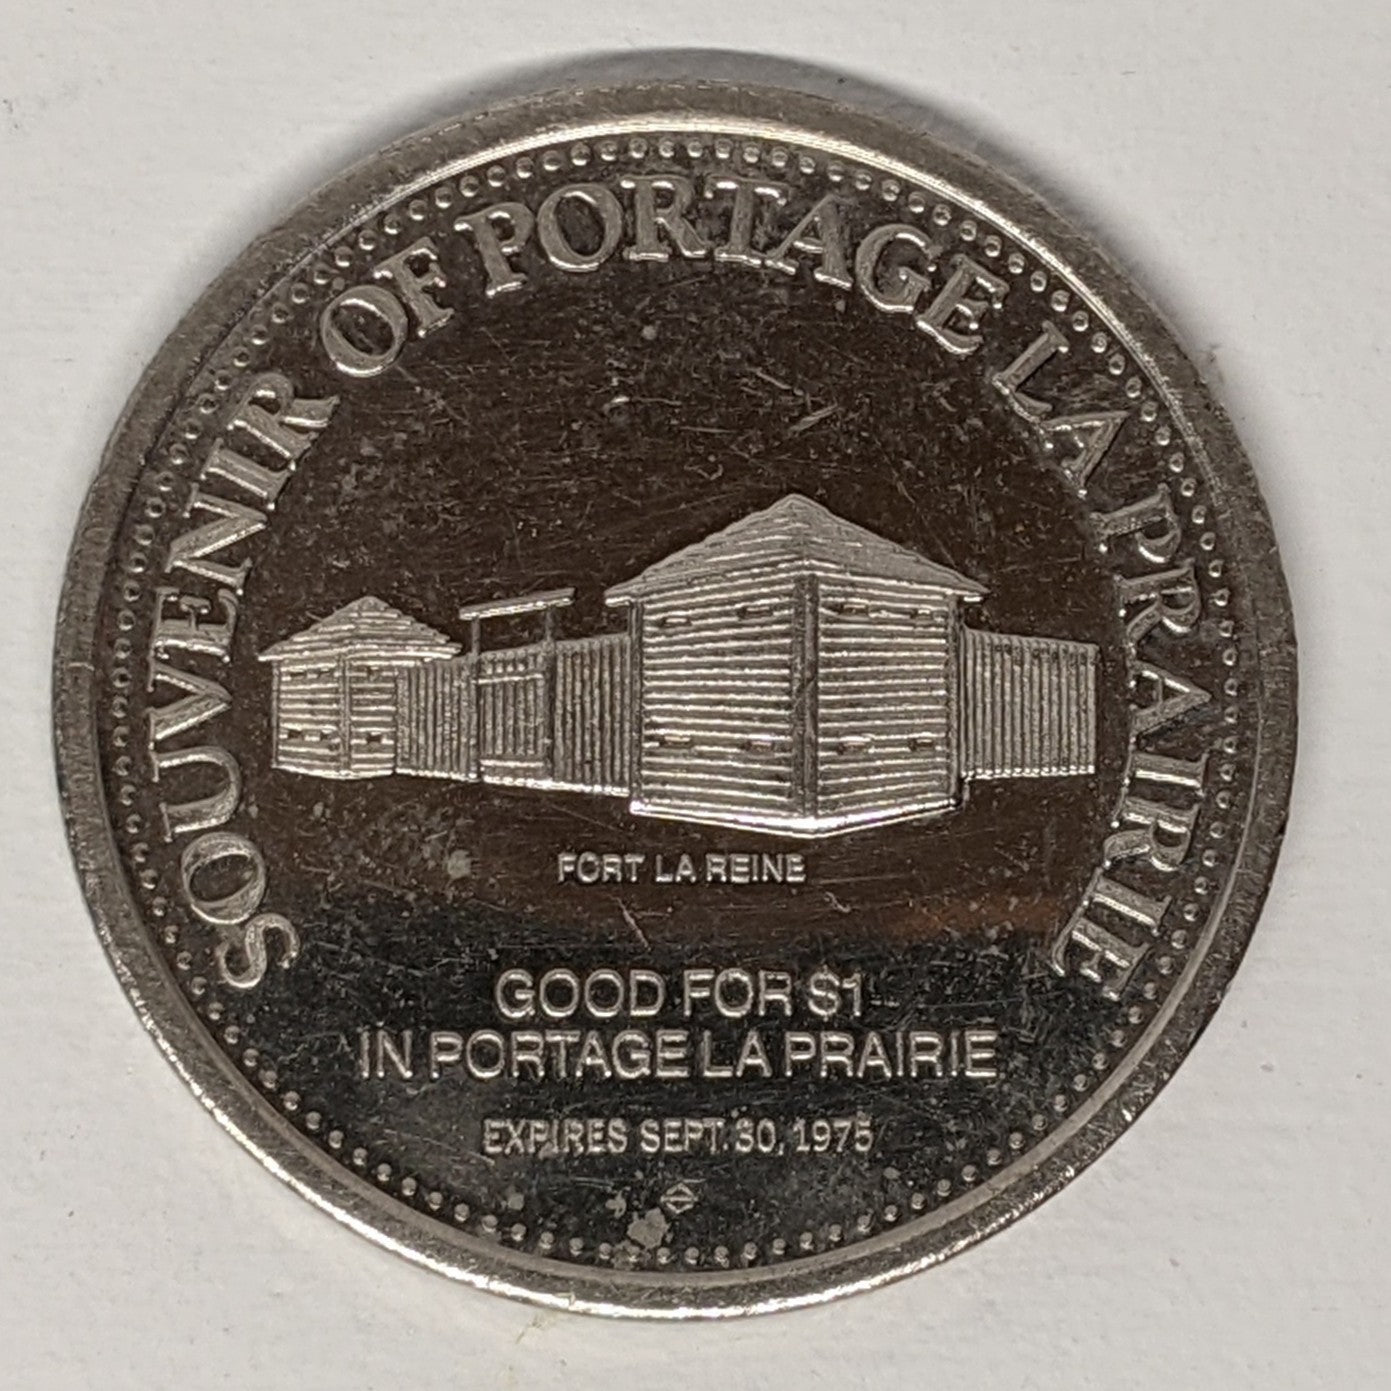 SOUVENIR OF PORTAGE LA PRAIRIE
FORT LA REINE
GOOD FOR $1
IN PORTAGE LA PRAIRIE
EXPIRES SEPT. 30, 1975